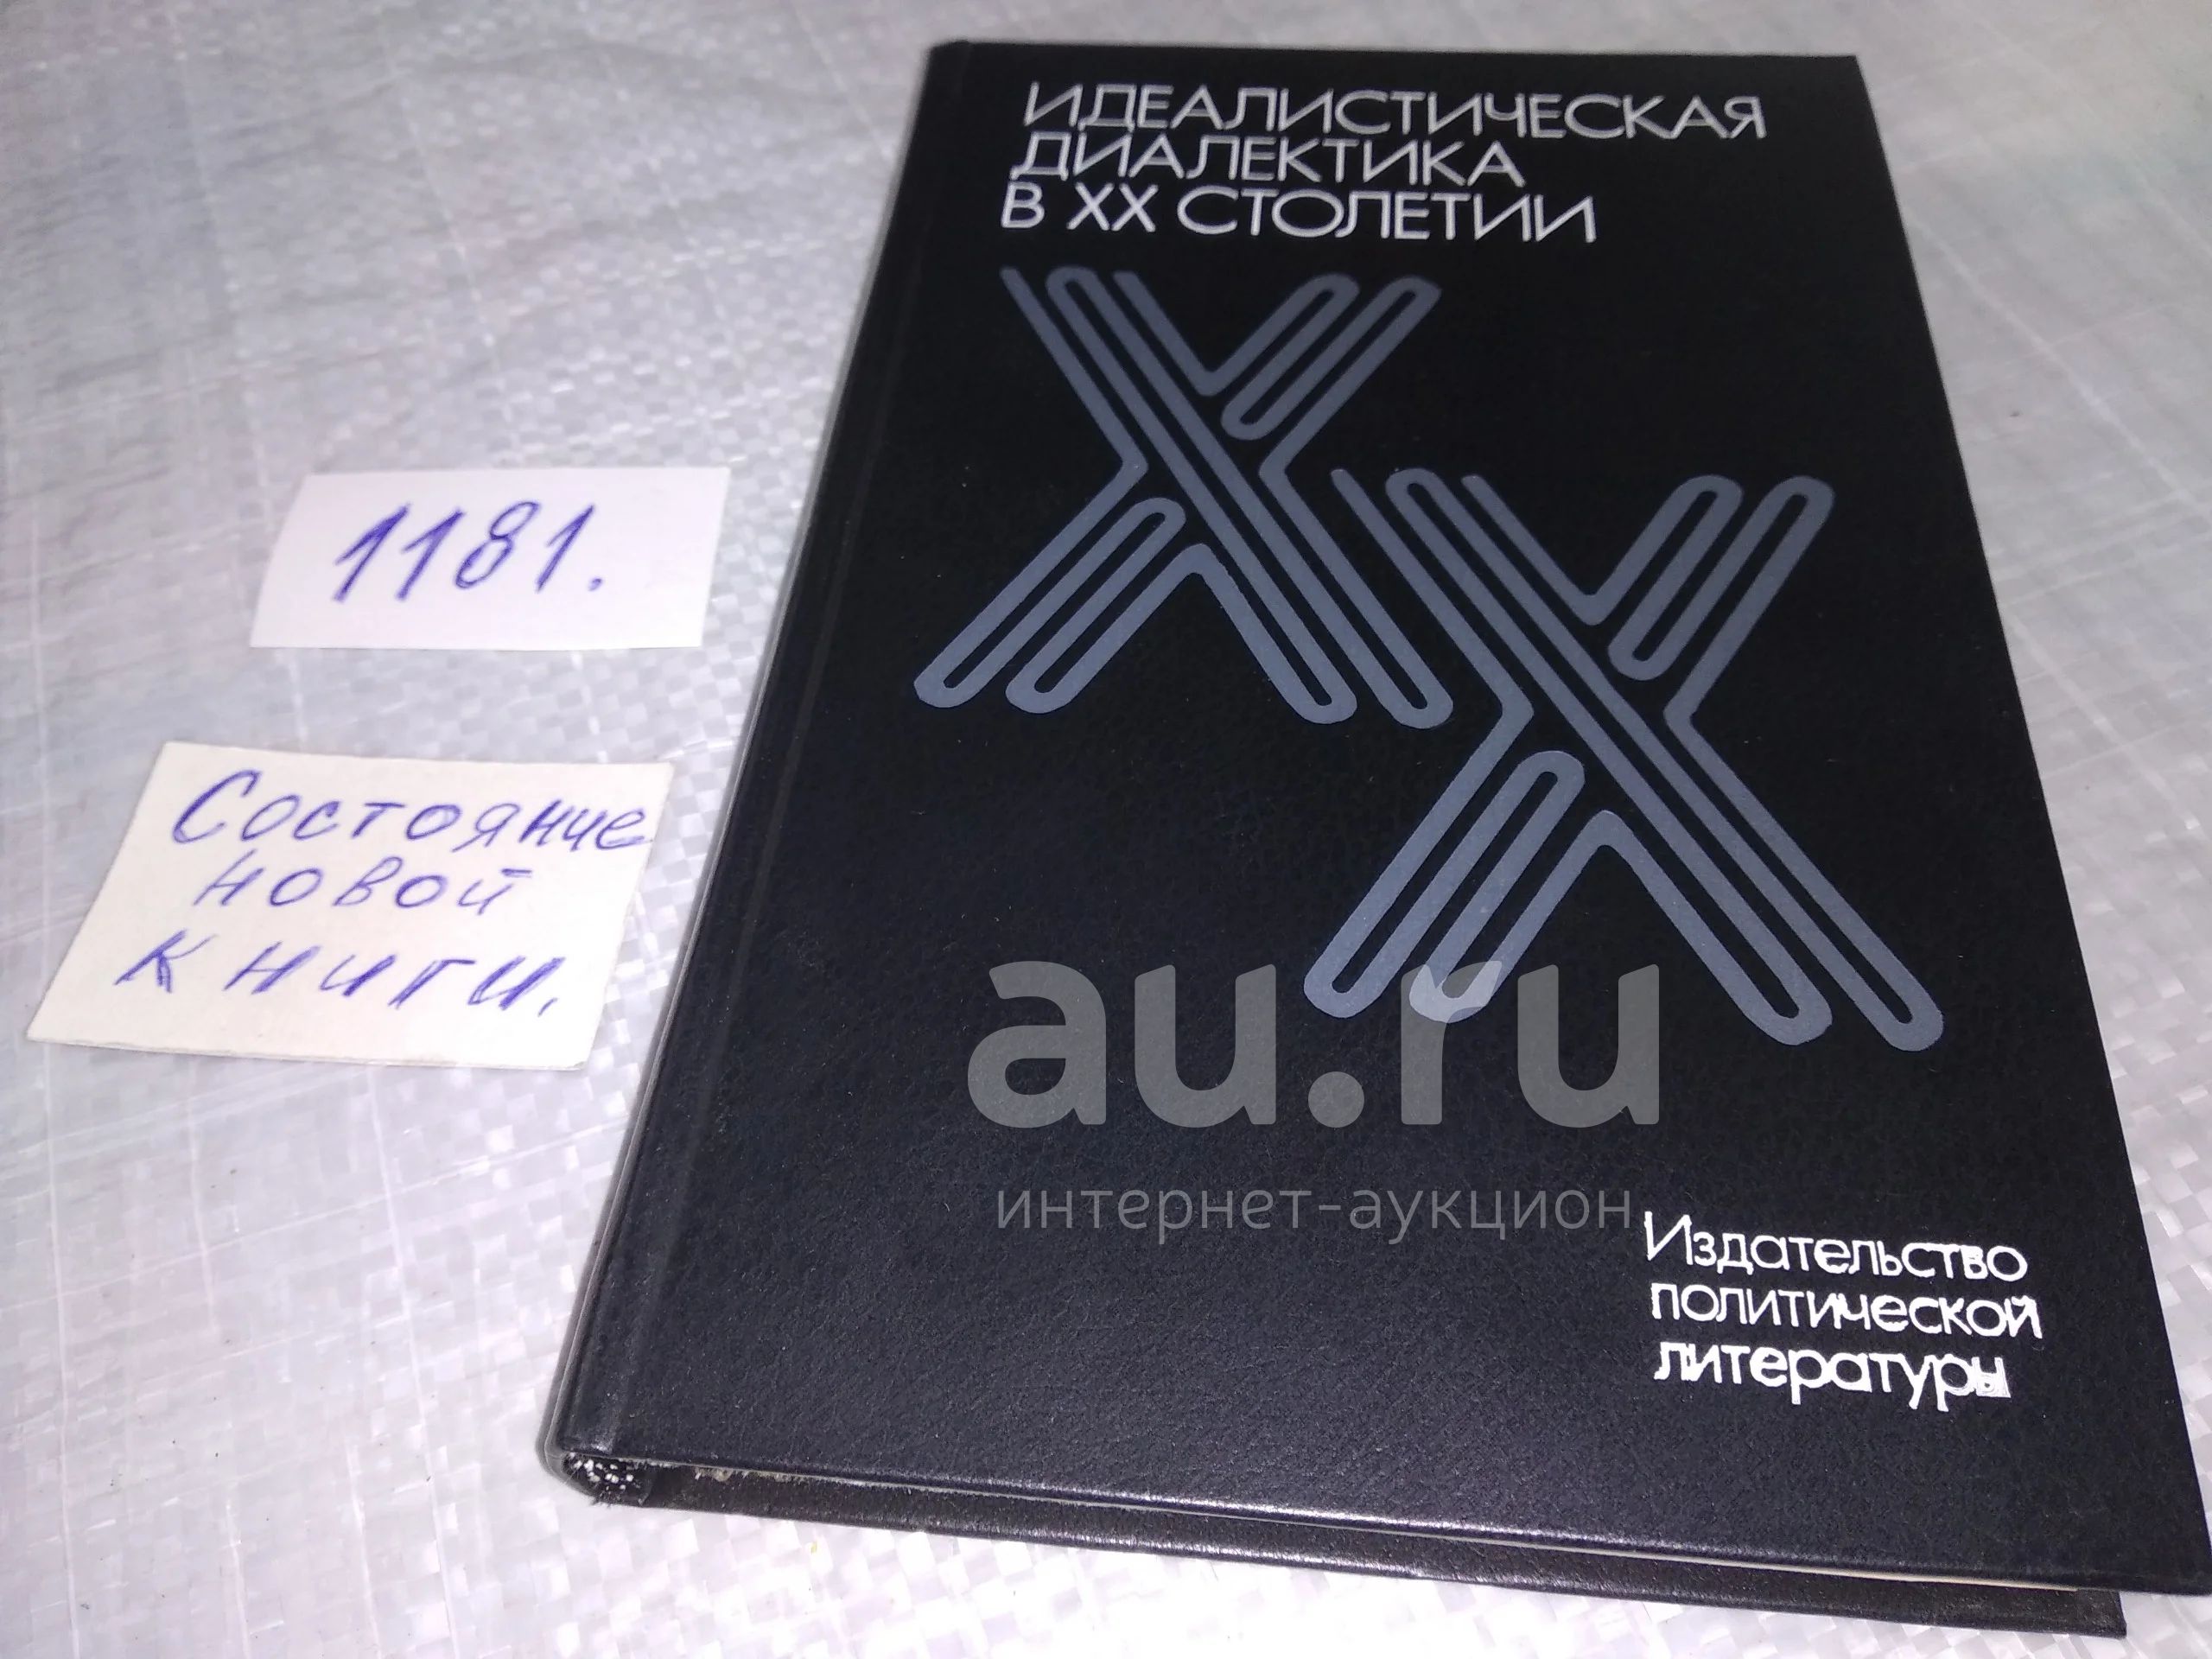 ИДЕАЛИСТИЧЕСКАЯ
ДИАЛЕКТИКА
В XX СТОЛЕТИИ
XX
1181.
Состояние
новой
книги.
au.ru
интернет-аукцион
Издательство
политической
литературы